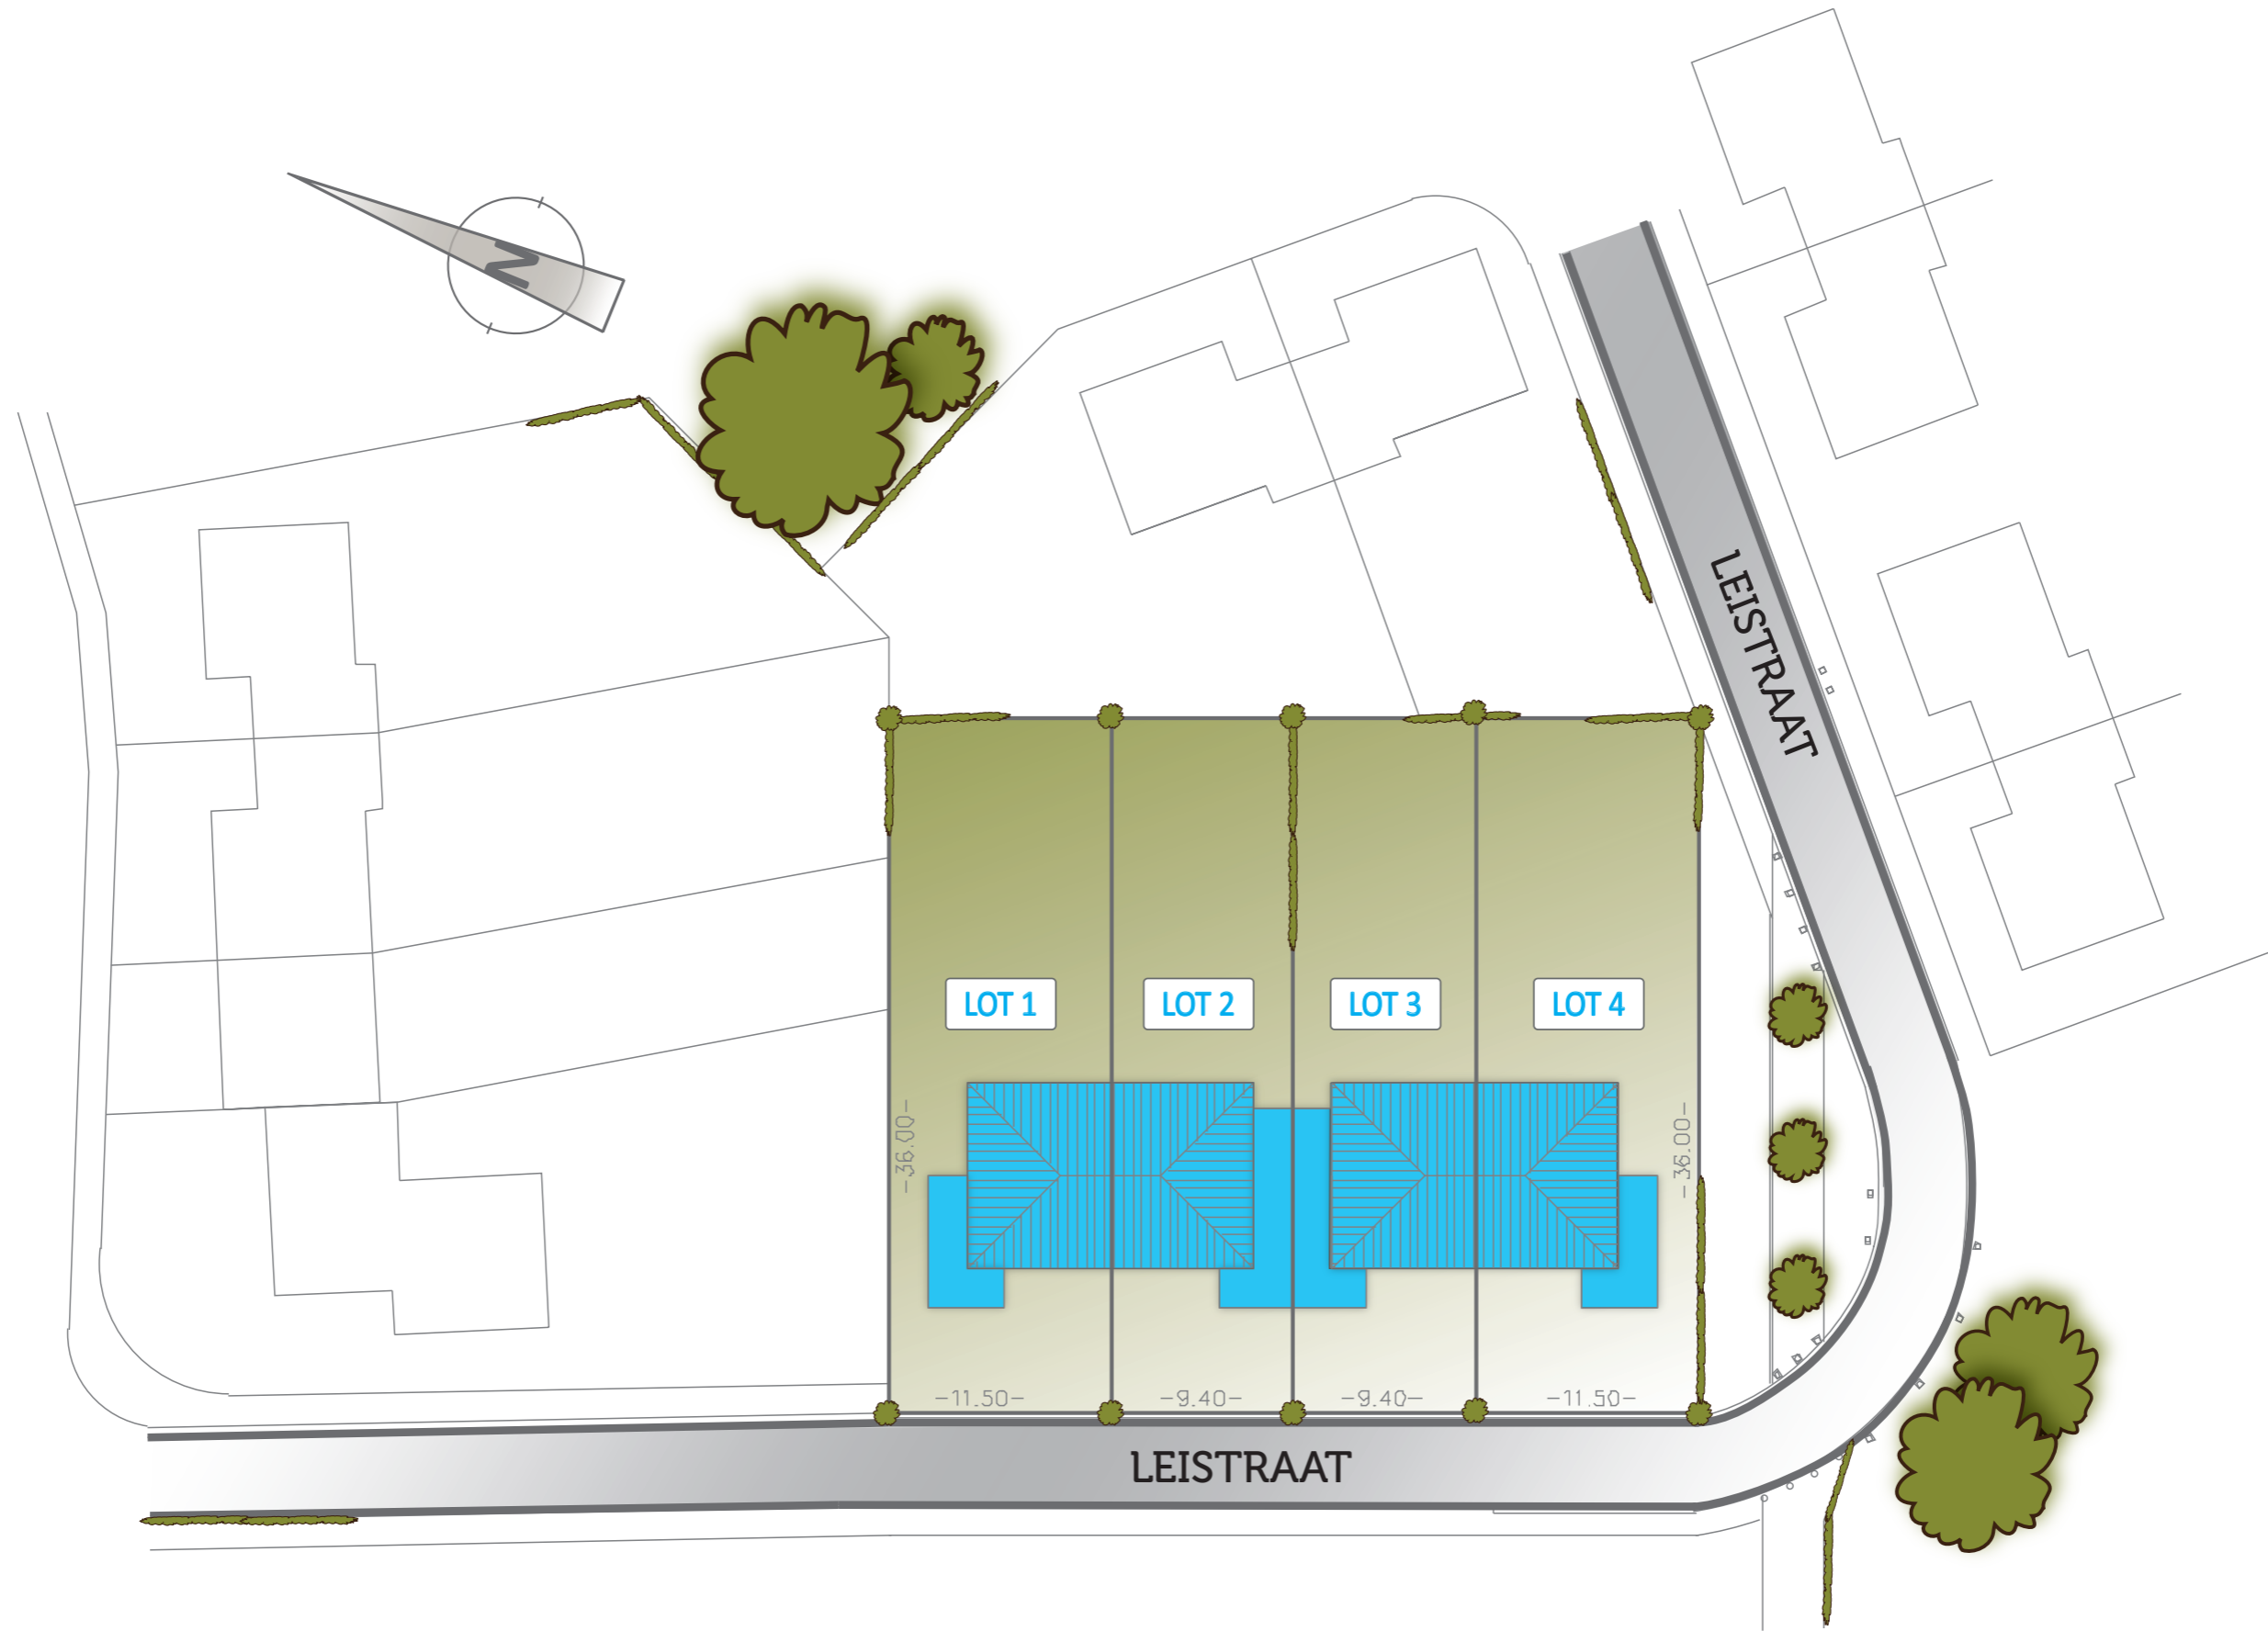 N
LEISTRAAT
LOT 1
LOT 2
LOT 3
LOT 4
-36.00-
-36.00-
-11.50-
-9.40-
-9.40-
-11.50-
LEISTRAAT